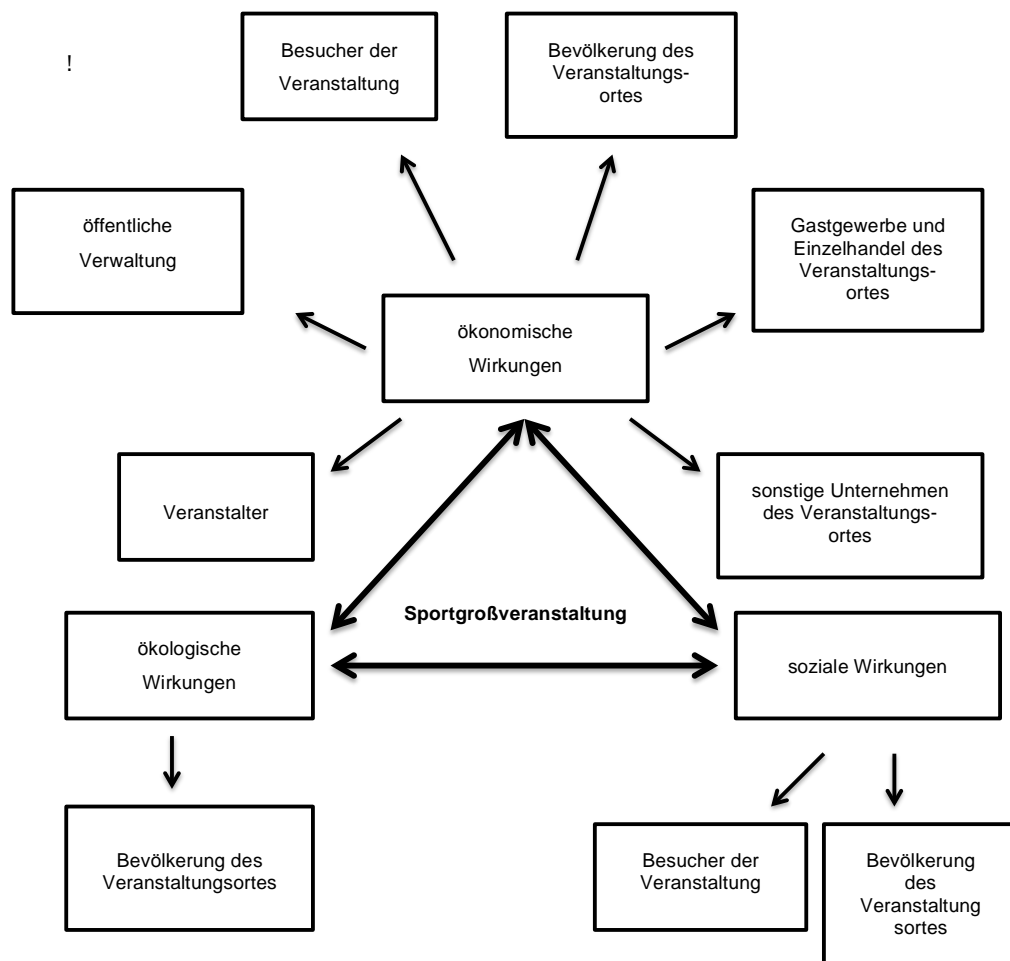 !
Besucher der
Veranstaltung
Bevölkerung des
Veranstaltungs-
ortes
öffentliche
Verwaltung
Gastgewerbe und
Einzelhandel des
Veranstaltungs-
ortes
ökonomische
Wirkungen
Veranstalter
sonstige Unternehmen
des Veranstaltungs-
ortes
Sportgroßveranstaltung
ökologische
Wirkungen
soziale Wirkungen
Bevölkerung des
Veranstaltungsortes
Besucher der
Veranstaltung
Bevölkerung
des
Veranstaltung
sortes